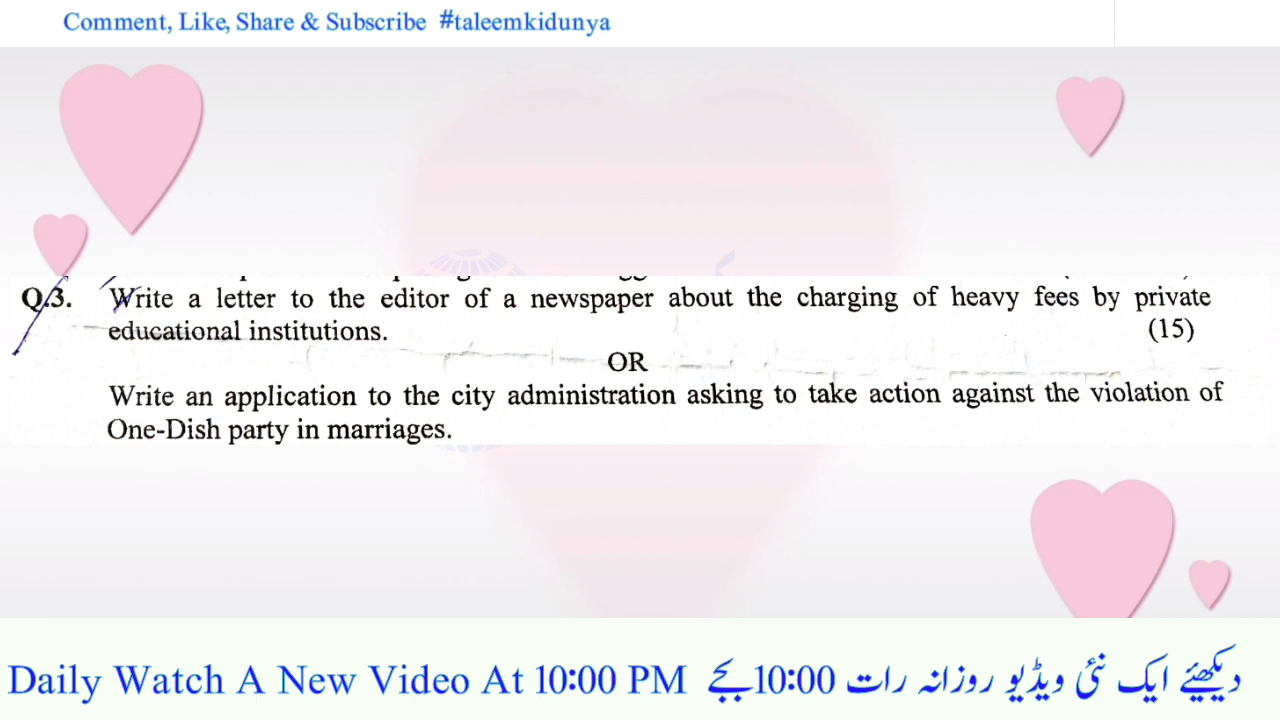 Comment, Like, Share & Subscribe #taleemkidunya
Q.3. Write a letter to the editor of a newspaper about the charging of heavy fees by private
educational institutions. (15)
OR
Write an application to the city administration asking to take action against the violation of
One-Dish party in marriages.
Daily Watch A New Video At 10:00 PM دیکھئے ایک نئی ویڈیو روزانہ رات 10:00 بجے